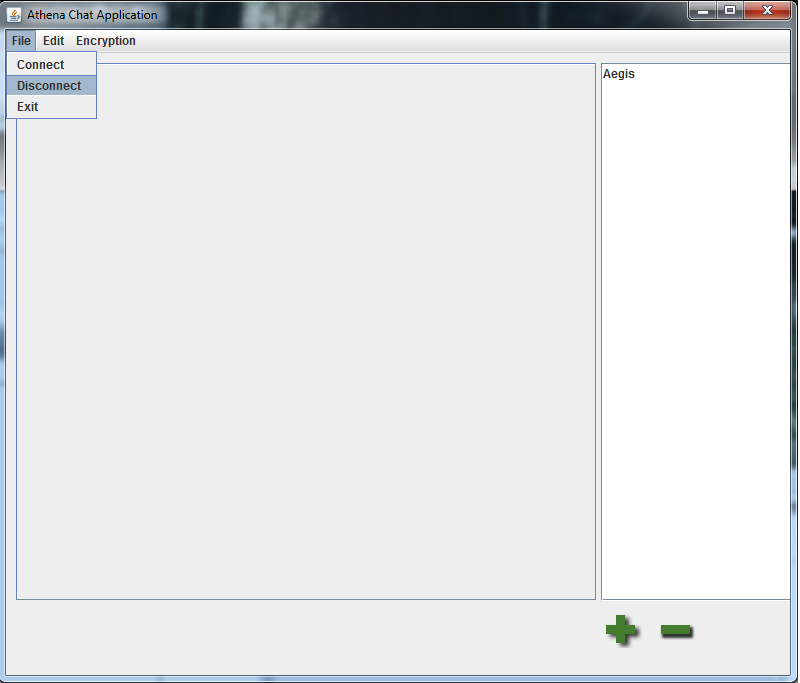 Athena Chat Application
File Edit Encryption
Connect
Disconnect
Exit
Aegis